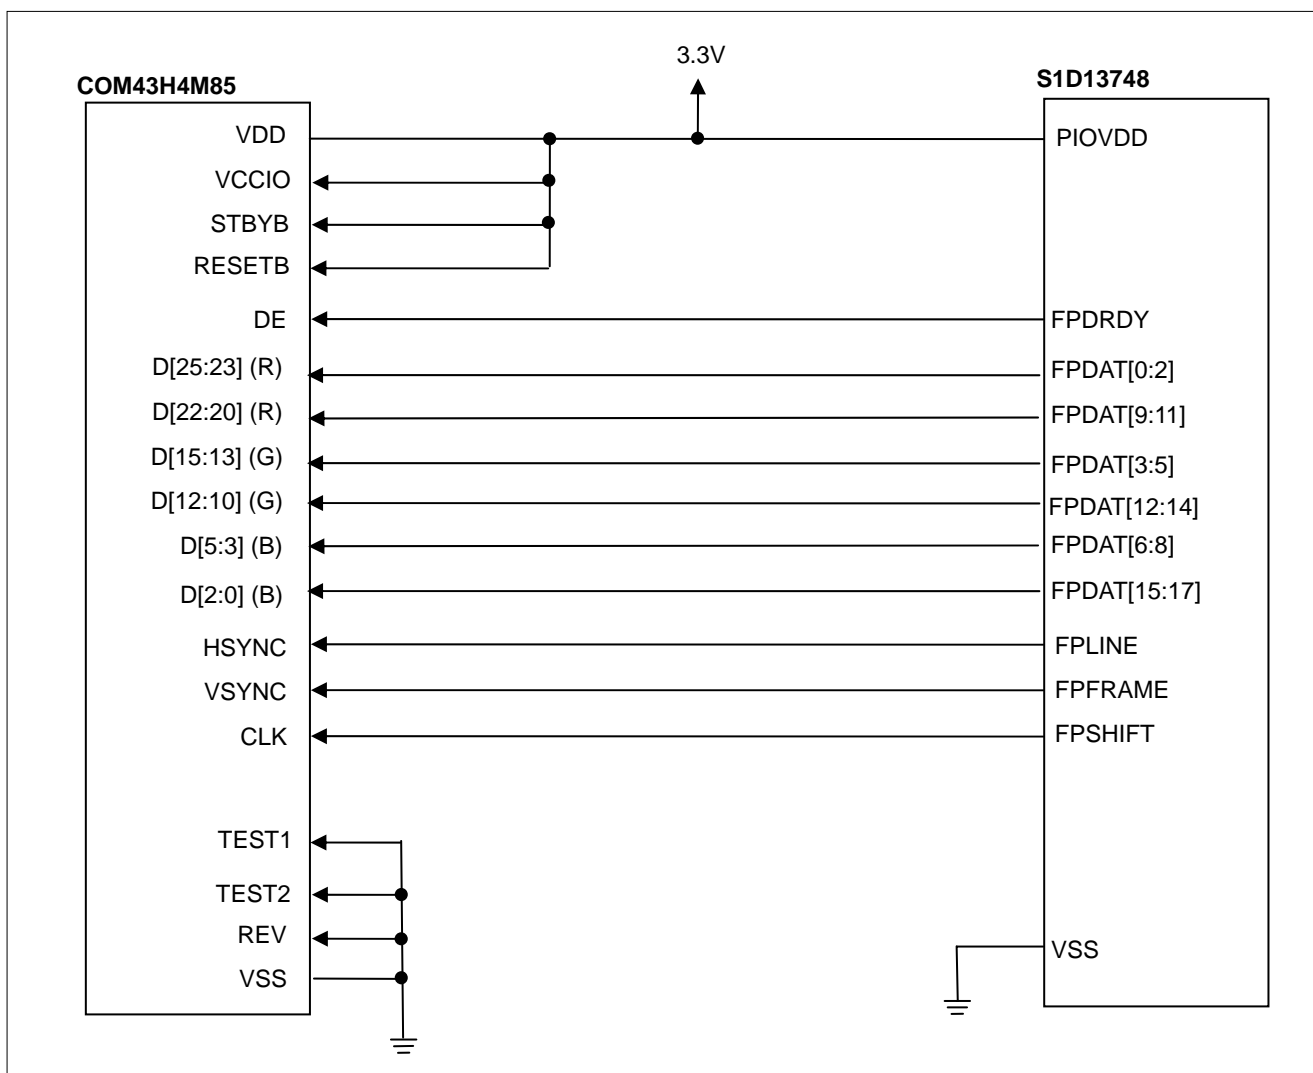 3.3V
COM43H4M85
S1D13748
VDD
PIOVDD
VCCIO
STBYB
RESETB
DE
FPDRDY
D[25:23] (R)
FPDAT[0:2]
D[22:20] (R)
FPDAT[9:11]
D[15:13] (G)
FPDAT[3:5]
D[12:10] (G)
FPDAT[12:14]
D[5:3] (B)
FPDAT[6:8]
D[2:0] (B)
FPDAT[15:17]
HSYNC
FPLINE
VSYNC
FPFRAME
CLK
FPSHIFT
TEST1
TEST2
REV
VSS
VSS